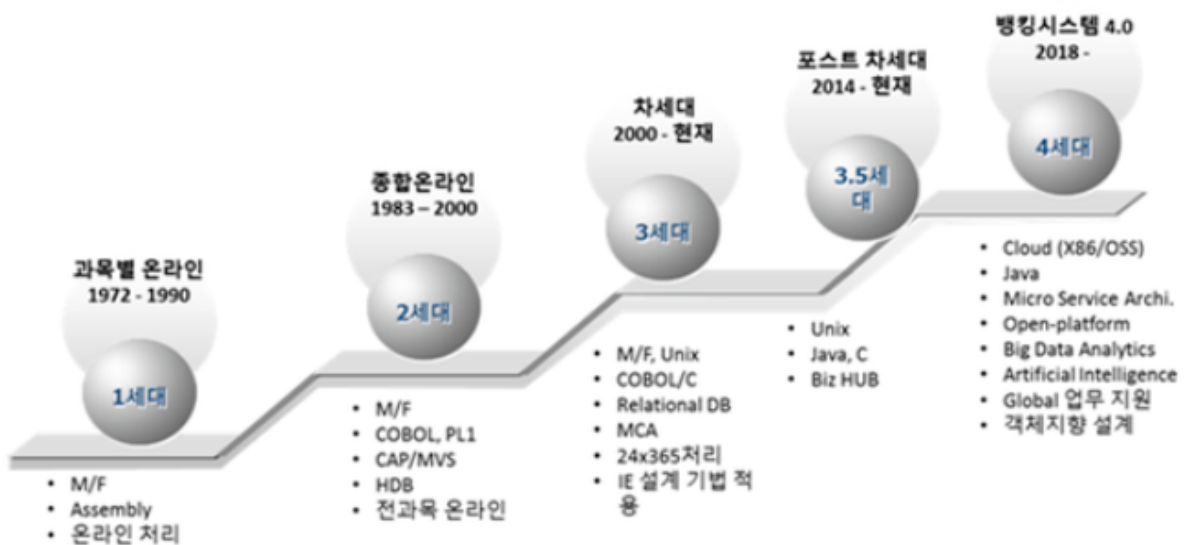 과목별 온라인
1972 - 1990
1세대
• M/F
• Assembly
• 온라인 처리
종합온라인
1983 – 2000
2세대
• M/F
• COBOL, PL1
• CAP/MVS
• HDB
• 전과목 온라인
차세대
2000 - 현재
3세대
• M/F, Unix
• COBOL/C
• Relational DB
• MCA
• 24x365처리
• IE 설계 기법 적
용
포스트 차세대
2014 - 현재
3.5세
대
• Unix
• Java, C
• Biz HUB
뱅킹시스템 4.0
2018 -
4세대
• Cloud (X86/OSS)
• Java
• Micro Service Archi.
• Open-platform
• Big Data Analytics
• Artificial Intelligence
• Global 업무 지원
• 객체지향 설계